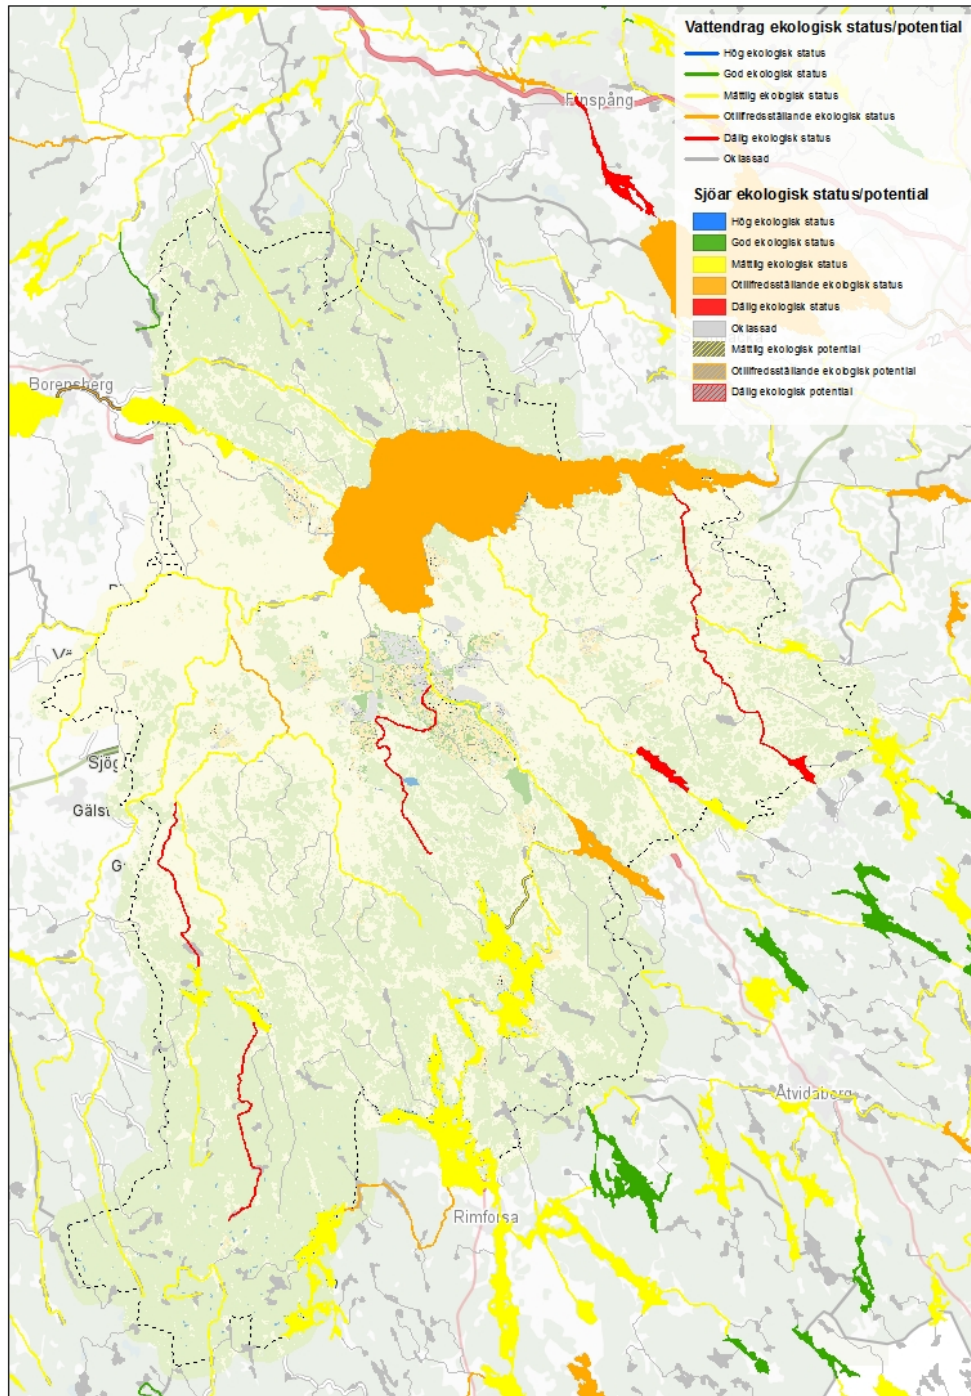 Vattendrag ekologisk status/potential
Hög ekologisk status
God ekologisk status
Måttlig ekologisk status
Otillfredsställande ekologisk status
Dålig ekologisk status
Oklassad
Finspång
Sjöar ekologisk status/potential
Hög ekologisk status
God ekologisk status
Måttlig ekologisk status
Otillfredsställande ekologisk status
Dålig ekologisk status
Oklassad
Måttlig ekologisk potential
Otillfredsställande ekologisk potential
Dålig ekologisk potential
22
Borensberg
Sjög
Gälst
G
Åtvidaberg
Rimforsa